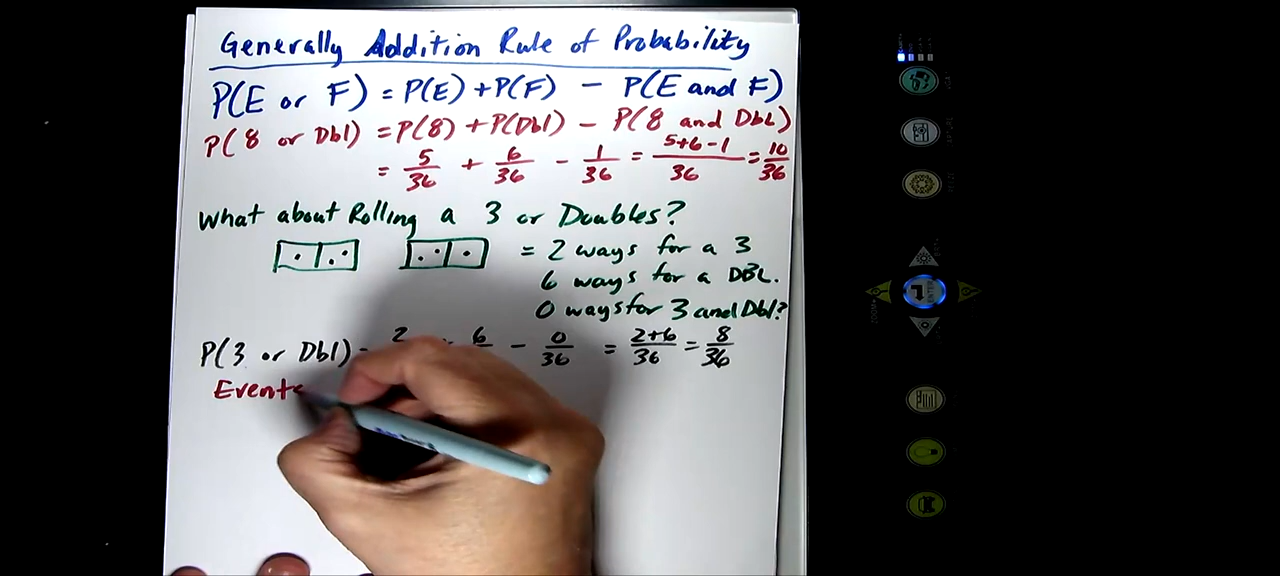 Generally Addition Rule of Probability
P(E or F) = P(E) + P(F) - P(E and F)
P(8 or Dbl) = P(8) + P(Dbl) - P(8 and DbL)
= 5/36 + 6/36 - 1/36 = 5+6-1/36 = 10/36
What about Rolling a 3 or Doubles?
= 2 ways for a 3
6 ways for a DBL.
0 ways for 3 and Dbl?
P(3 or Dbl) = 2 6 - 0/36 = 2+6/36 = 8/36
Events